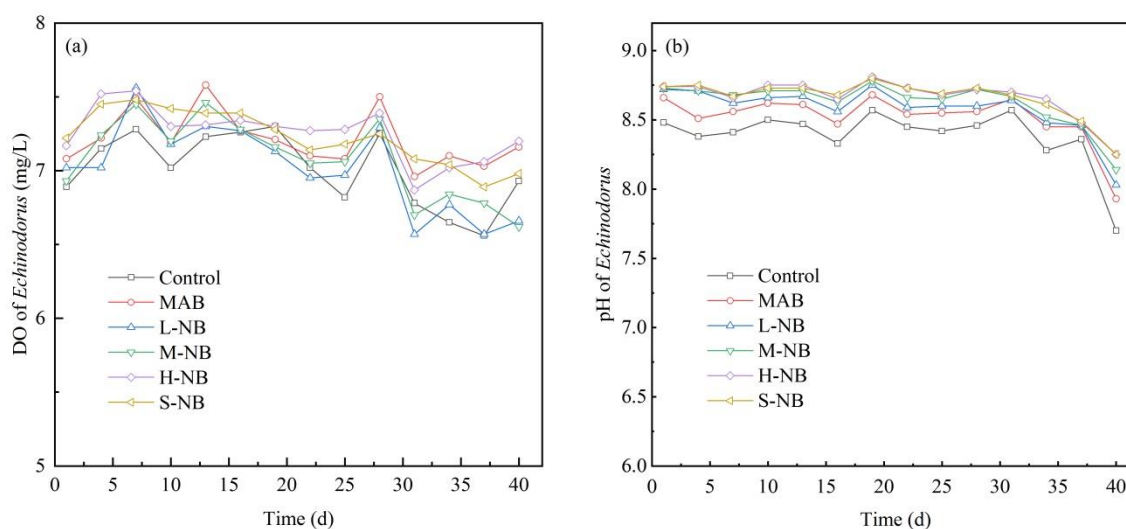 (a)
8
7
6
5
DO of Echinodorus (mg/L)
Control
MAB
L-NB
M-NB
H-NB
S-NB
0 5 10 15 20 25 30 35 40
Time (d)
(b)
9.0
8.5
8.0
7.5
7.0
6.5
6.0
pH of Echinodorus
Control
MAB
L-NB
M-NB
H-NB
S-NB
0 5 10 15 20 25 30 35 40
Time (d)